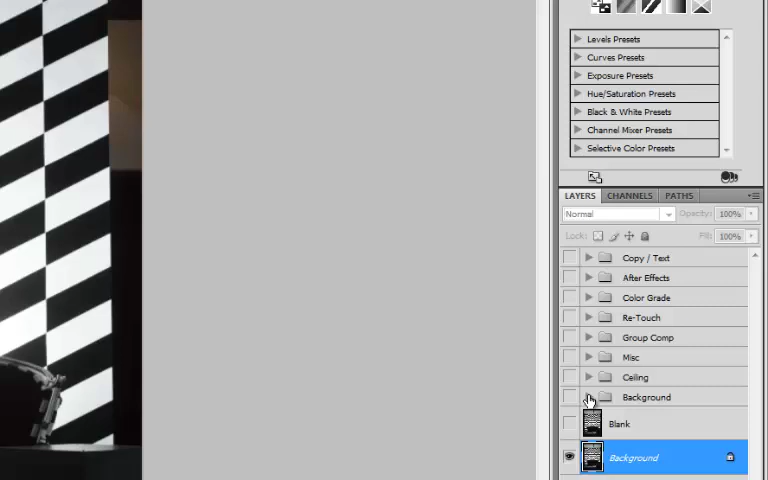 Levels Presets
Curves Presets
Exposure Presets
Hue/Saturation Presets
Black & White Presets
Channel Mixer Presets
Selective Color Presets
LAYERS CHANNELS PATHS
Normal Opacity: 100%
Lock: Fill: 100%
Copy / Text
After Effects
Color Grade
Re-Touch
Group Comp
Misc
Ceiling
Background
Blank
Background